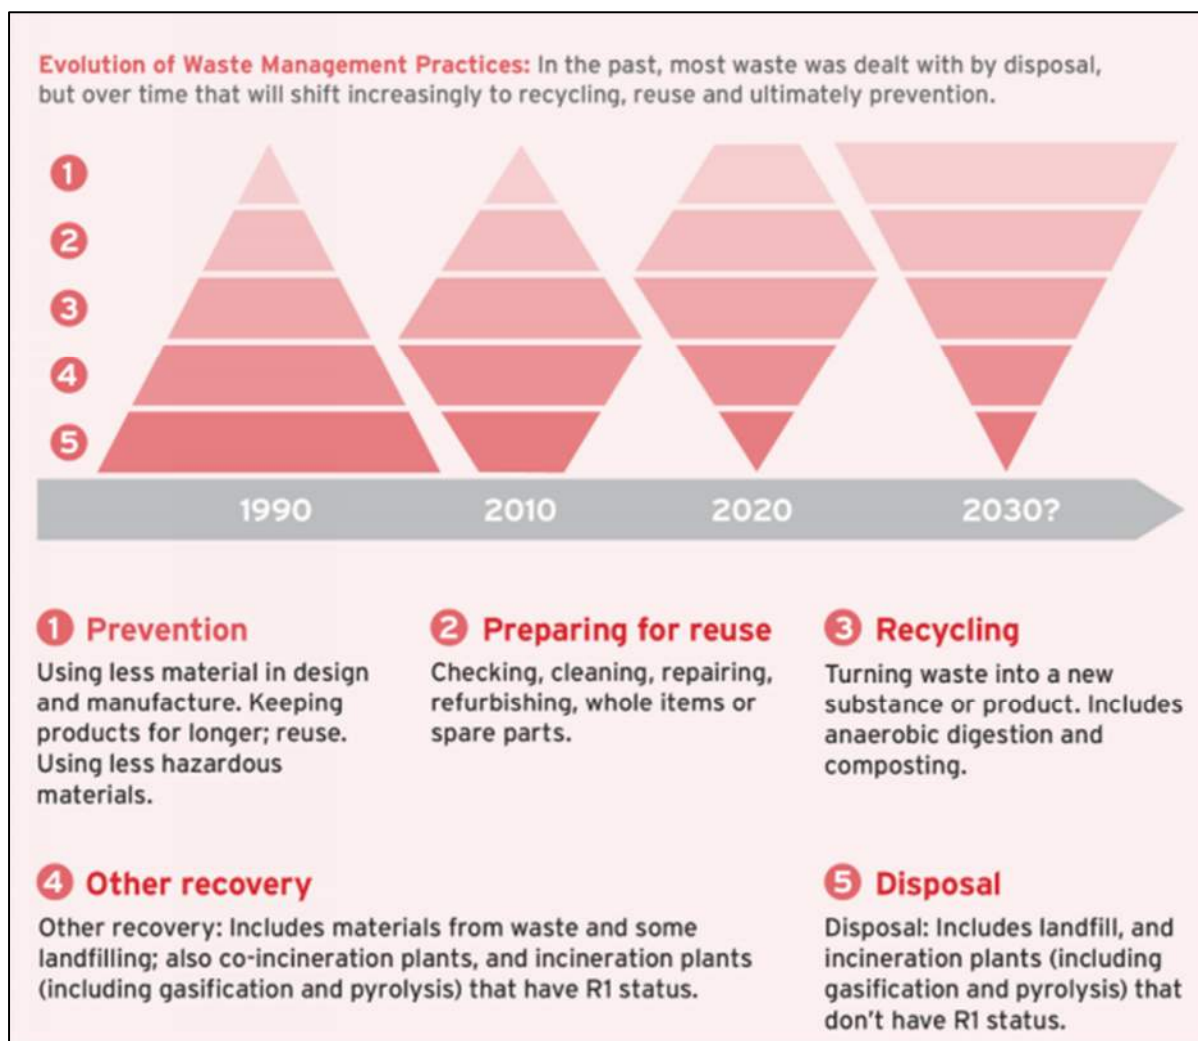 Evolution of Waste Management Practices: In the past, most waste was dealt with by disposal,
but over time that will shift increasingly to recycling, reuse and ultimately prevention.
1
2
3
4
5
1990 2010 2020 2030?
1 Prevention
Using less material in design
and manufacture. Keeping
products for longer; reuse.
Using less hazardous
materials.
2 Preparing for reuse
Checking, cleaning, repairing,
refurbishing, whole items or
spare parts.
3 Recycling
Turning waste into a new
substance or product. Includes
anaerobic digestion and
composting.
4 Other recovery
Other recovery: Includes materials from waste and some
landfilling; also co-incineration plants, and incineration plants
(including gasification and pyrolysis) that have R1 status.
5 Disposal
Disposal: Includes landfill, and
incineration plants (including
gasification and pyrolysis) that
don't have R1 status.